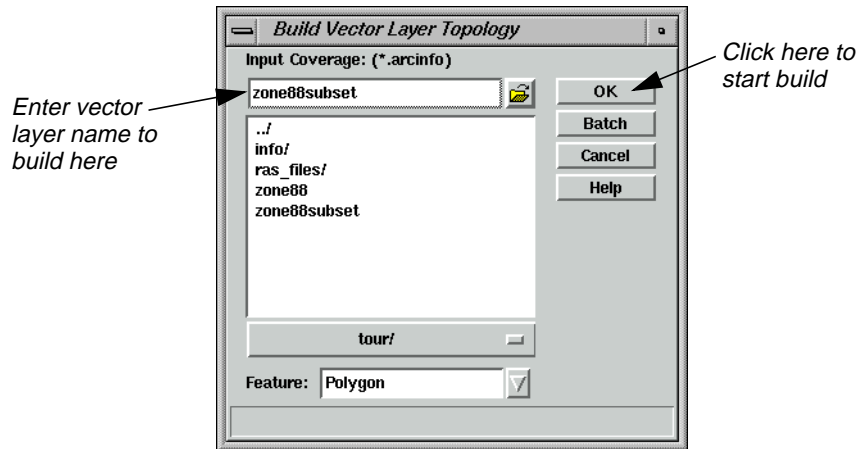 Build Vector Layer Topology
Input Coverage: (*.arcinfo)
zone88subset
../
info/
ras_files/
zone88
zone88subset
tour/
Feature: Polygon
OK
Batch
Cancel
Help
Enter vector
layer name to
build here
Click here to
start build